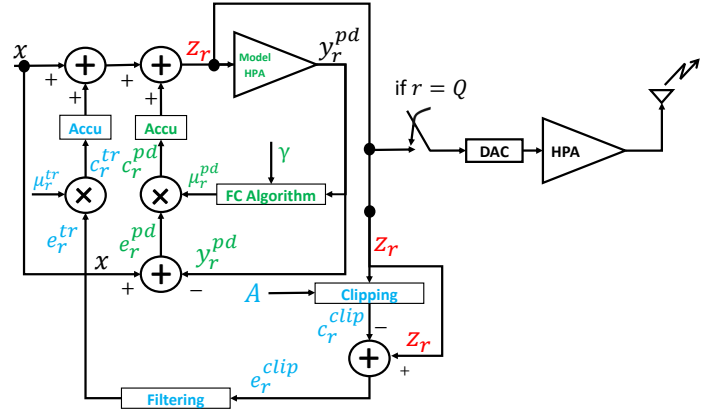 x
+
+
+
+
z_r
Model
HPA
y_r^{pd}
if r = Q
Accu
Accu
c_r^{tr}
c_r^{pd}
γ
DAC
HPA
μ_r^{tr}
×
×
μ_r^{pd}
FC Algorithm
e_r^{tr}
e_r^{pd}
y_r^{pd}
z_r
x
+
+
−
A
Clipping
c_r^{clip}
−
z_r
+
+
e_r^{clip}
Filtering